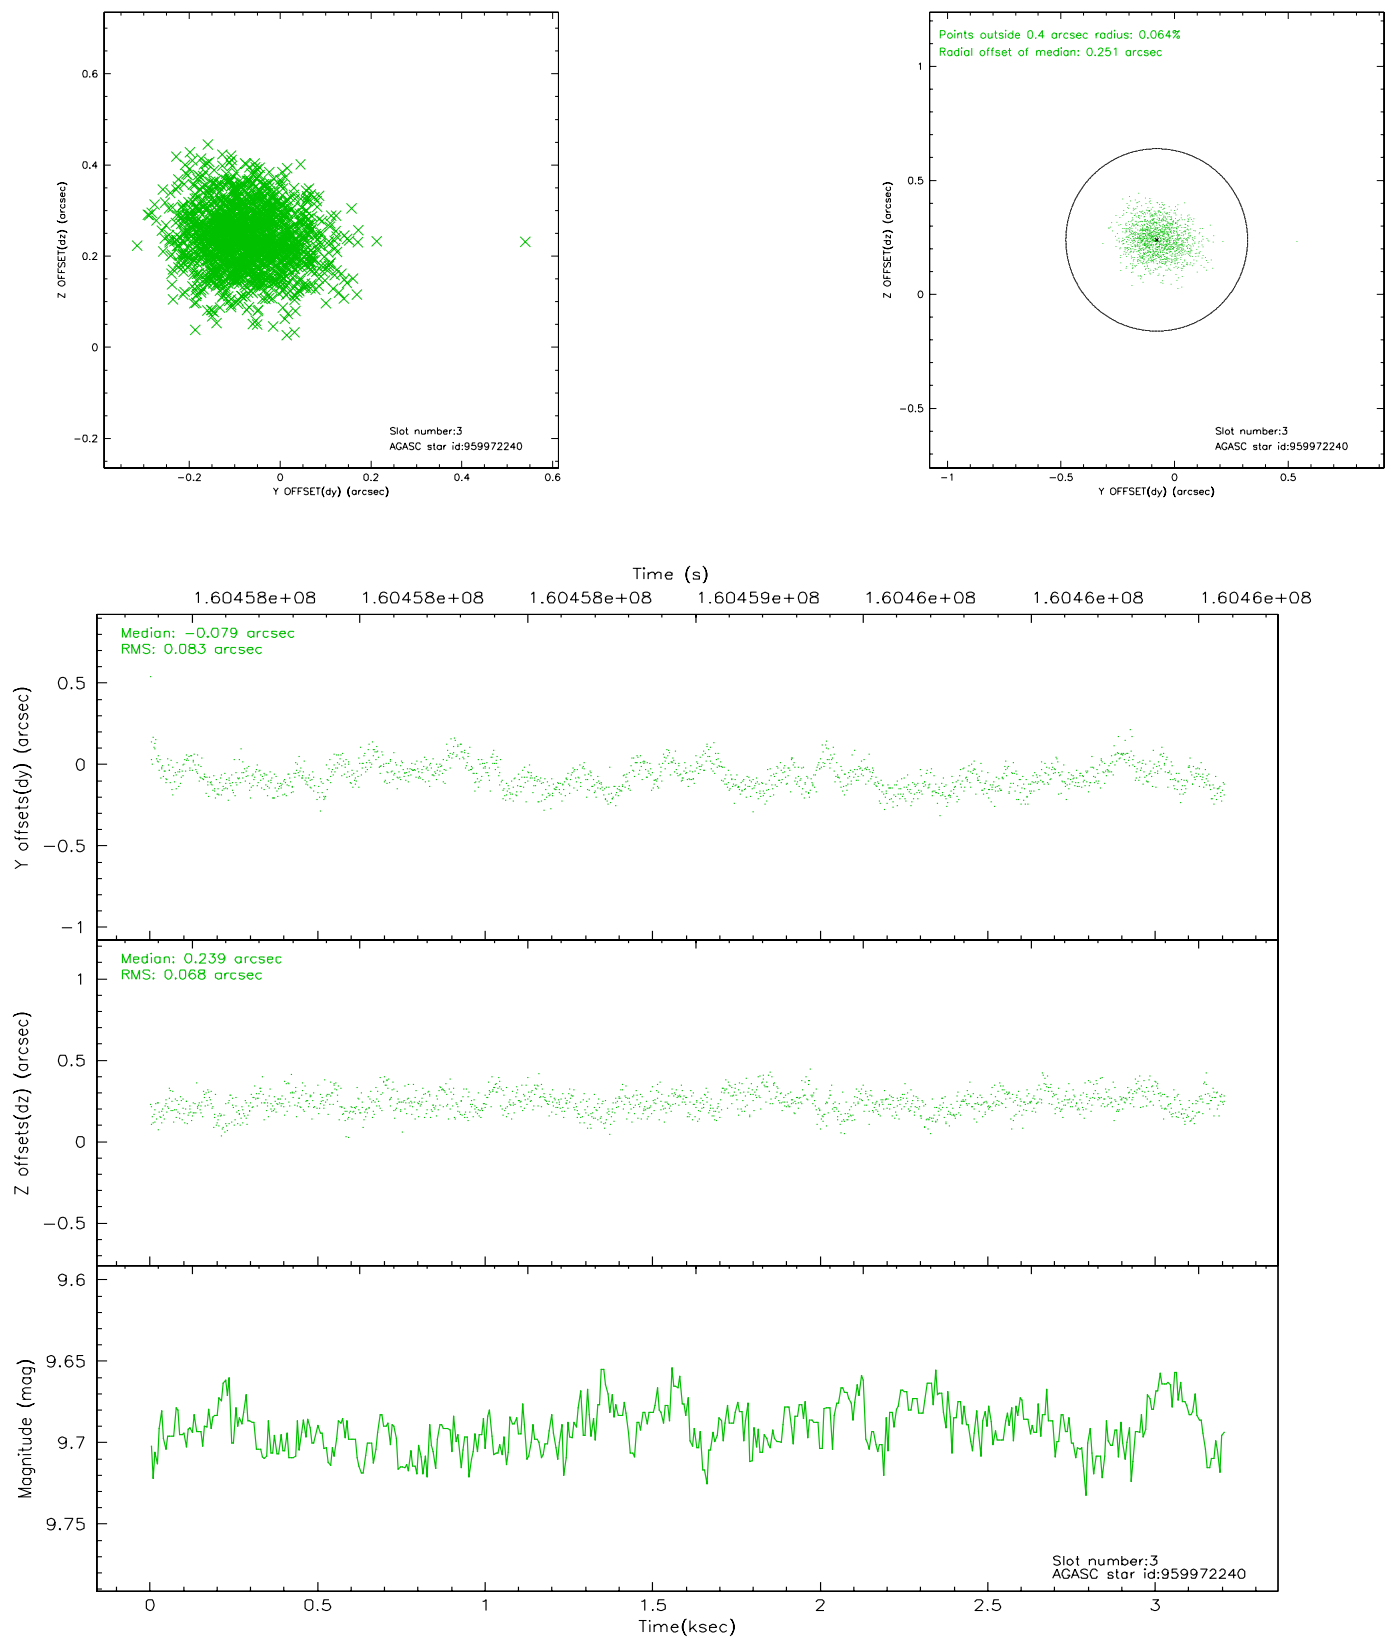 0.6
0.4
0.2
0
−0.2
Z OFFSET(dz) (arcsec)
Slot number:3
AGASC star id:959972240
−0.2 0 0.2 0.4 0.6
Y OFFSET(dy) (arcsec)
Points outside 0.4 arcsec radius: 0.064%
Radial offset of median: 0.251 arcsec
1
0.5
0
−0.5
Z OFFSET(dz) (arcsec)
Slot number:3
AGASC star id:959972240
−1 −0.5 0 0.5
Y OFFSET(dy) (arcsec)
Time (s)
1.60458e+08 1.60458e+08 1.60458e+08 1.60459e+08 1.6046e+08 1.6046e+08 1.6046e+08
Median: −0.079 arcsec
RMS: 0.083 arcsec
0.5
0
−0.5
−1
Y offsets(dy) (arcsec)
Median: 0.239 arcsec
RMS: 0.068 arcsec
1
0.5
0
−0.5
Z offsets(dz) (arcsec)
9.6
9.65
9.7
9.75
Magnitude (mag)
Slot number:3
AGASC star id:959972240
0 0.5 1 1.5 2 2.5 3
Time(ksec)